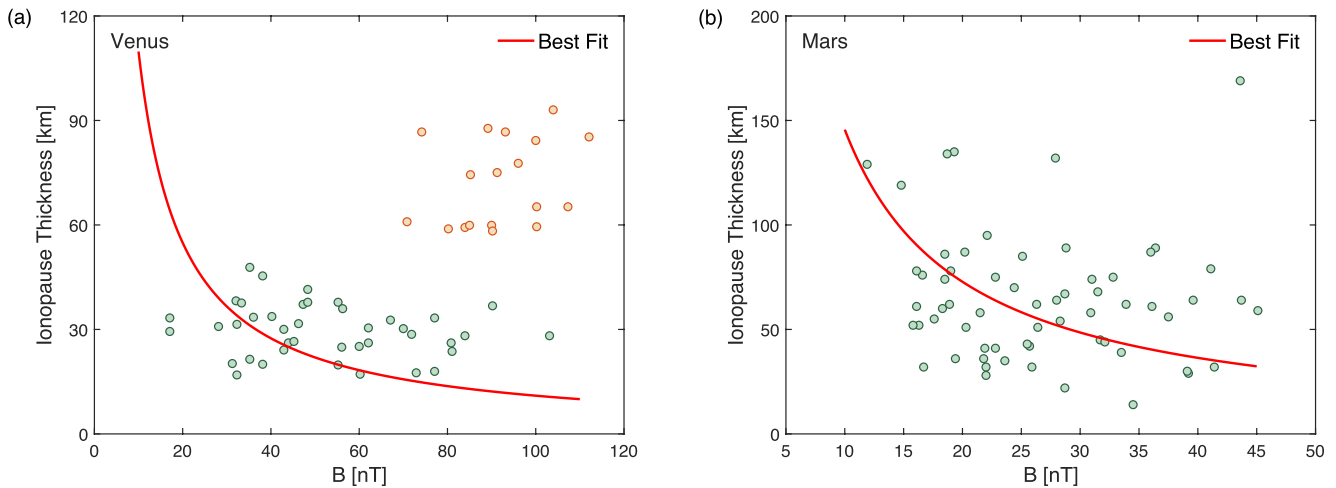 (a)
Venus
Best Fit
120
90
60
30
0
Ionopause Thickness [km]
0 20 40 60 80 100 120
B [nT]
(b)
Mars
Best Fit
200
150
100
50
0
Ionopause Thickness [km]
5 10 15 20 25 30 35 40 45 50
B [nT]